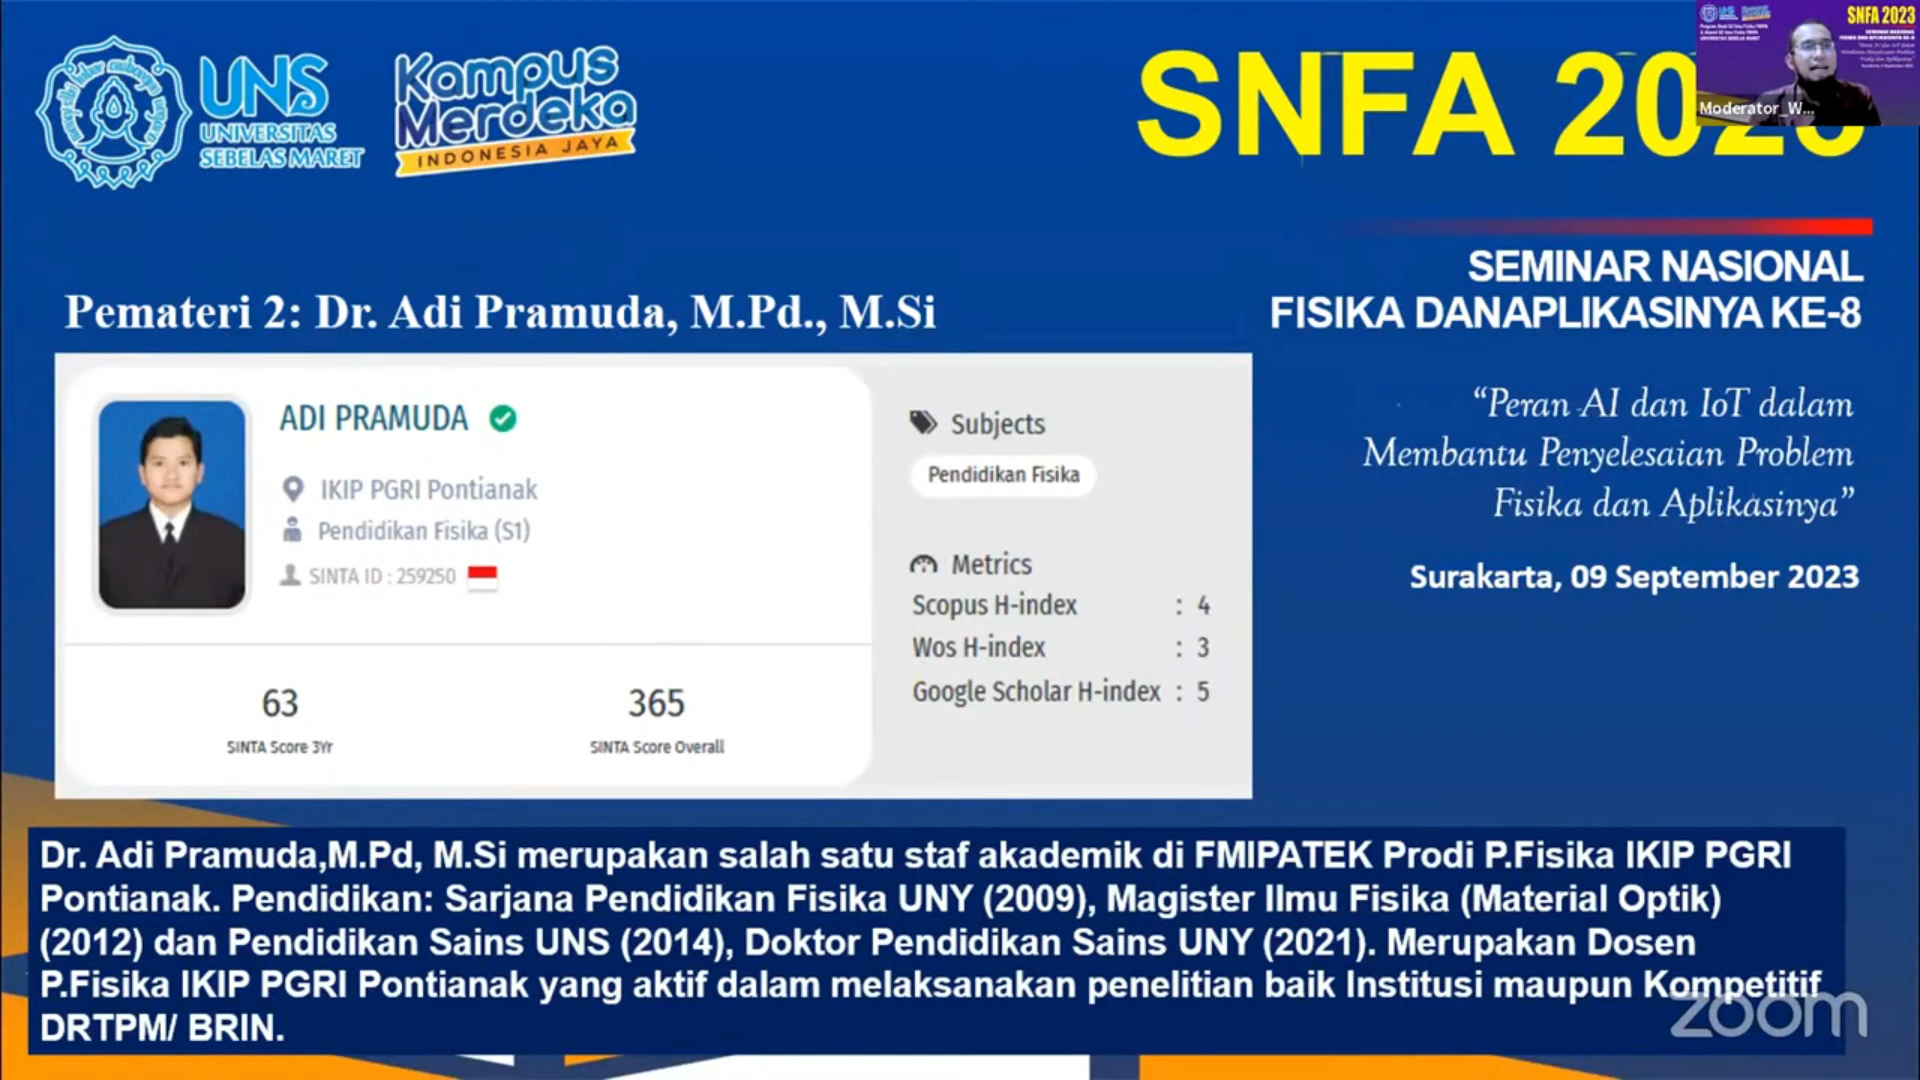 UNS
UNIVERSITAS
SEBELAS MARET
Kampus
Merdeka
INDONESIA JAYA
SNFA 2023
SNFA 2023
Moderator_W...
SEMINAR NASIONAL
FISIKA DANAPLIKASINYA KE-8
"Peran AI dan IoT dalam
Membantu Penyelesaian Problem
Fisika dan Aplikasinya"
Surakarta, 09 September 2023
Pemateri 2: Dr. Adi Pramuda, M.Pd., M.Si
ADI PRAMUDA
IKIP PGRI Pontianak
Pendidikan Fisika (S1)
SINTA ID : 259250
63
SINTA Score 3Yr
365
SINTA Score Overall
Subjects
Pendidikan Fisika
Metrics
Scopus H-index : 4
Wos H-index : 3
Google Scholar H-index : 5
Dr. Adi Pramuda,M.Pd, M.Si merupakan salah satu staf akademik di FMIPATEK Prodi P.Fisika IKIP PGRI
Pontianak. Pendidikan: Sarjana Pendidikan Fisika UNY (2009), Magister Ilmu Fisika (Material Optik)
(2012) dan Pendidikan Sains UNS (2014), Doktor Pendidikan Sains UNY (2021). Merupakan Dosen
P.Fisika IKIP PGRI Pontianak yang aktif dalam melaksanakan penelitian baik Institusi maupun Kompetitif
DRTPM/ BRIN.
zoom